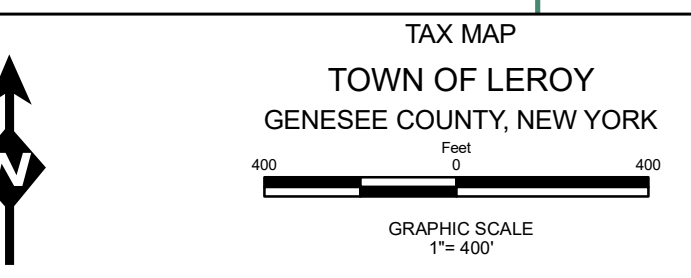 TAX MAP
TOWN OF LEROY
GENESEE COUNTY, NEW YORK
Feet
400 0 400
N
GRAPHIC SCALE
1"= 400'